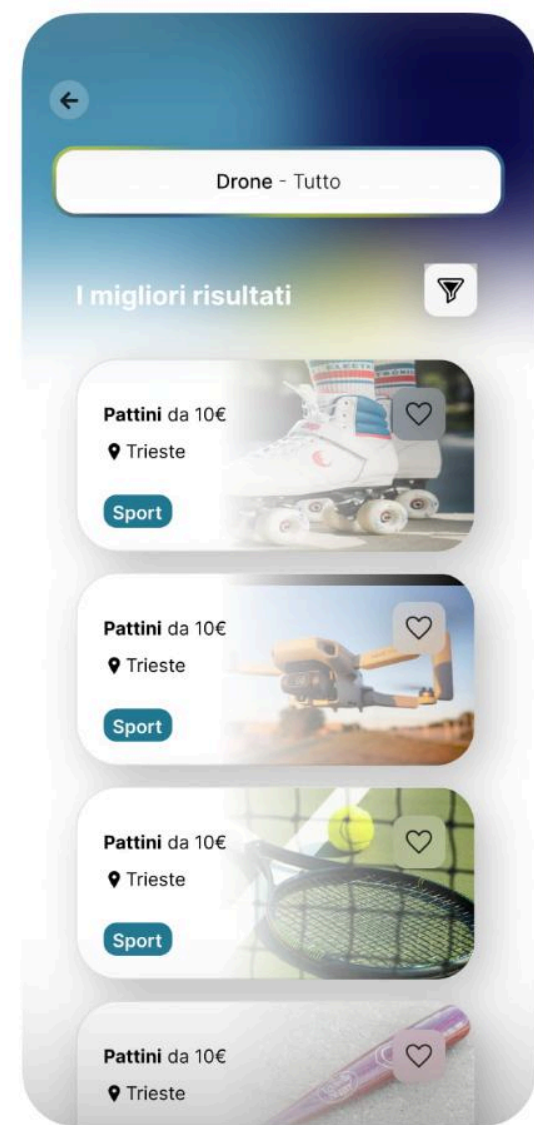 Drone - Tutto
I migliori risultati
Pattini da 10€
Trieste
Sport
Pattini da 10€
Trieste
Sport
Pattini da 10€
Trieste
Sport
Pattini da 10€
Trieste